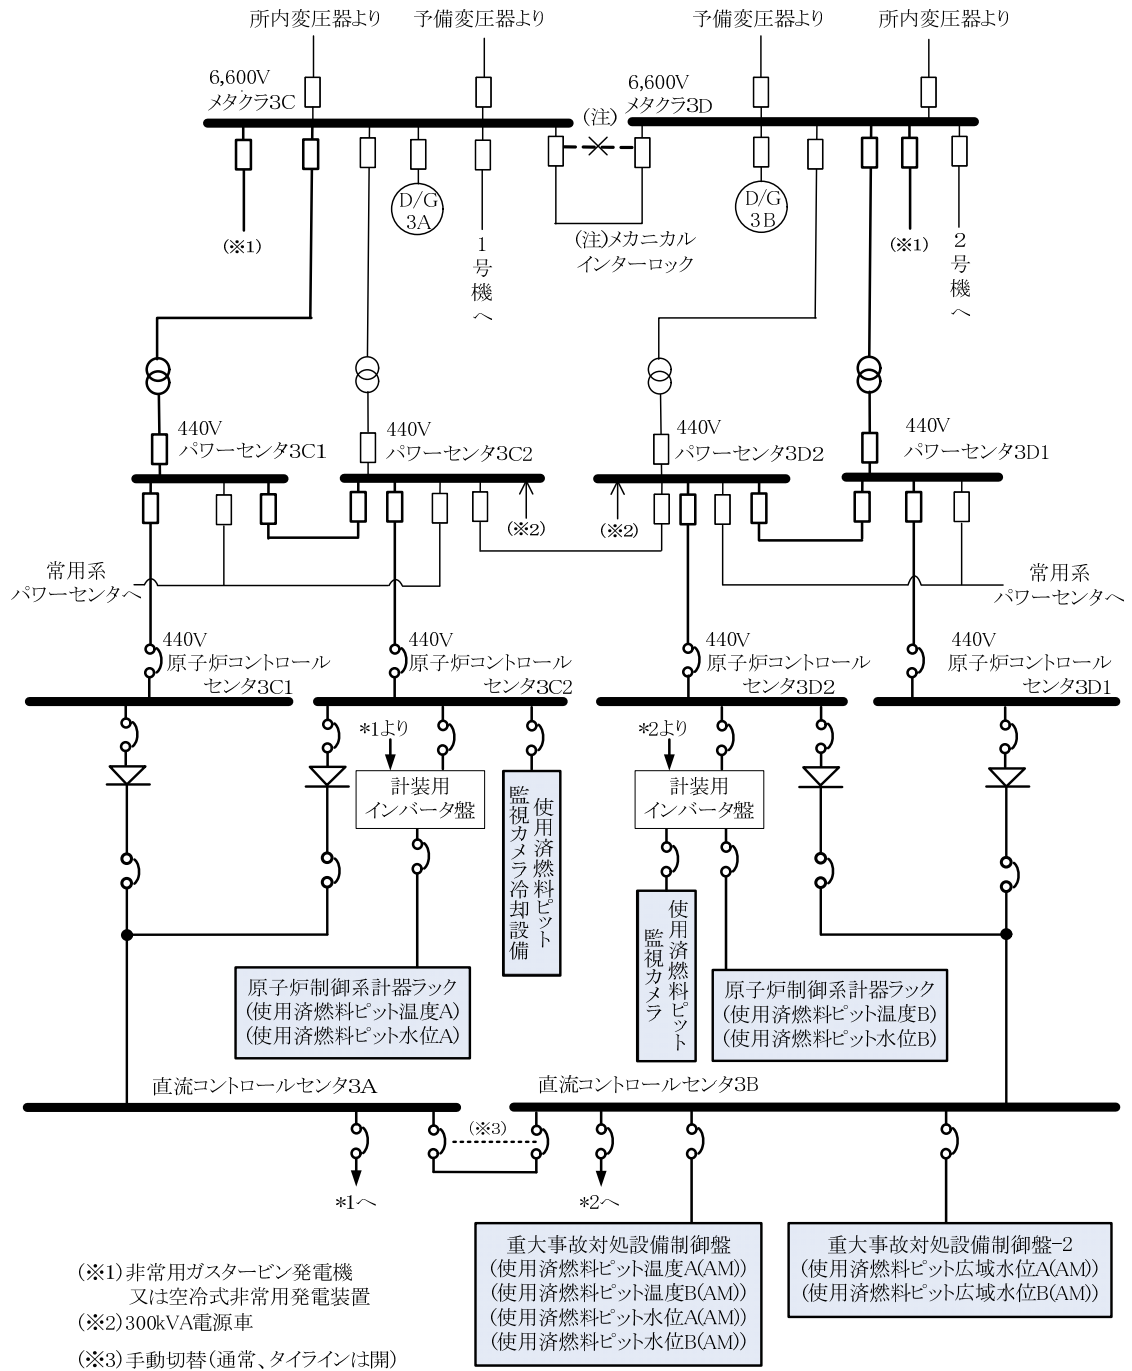 所内変圧器より
予備変圧器より
予備変圧器より
所内変圧器より
6,600V
メタクラ3C
6,600V
メタクラ3D
(注)
D/G
3A
D/G
3B
(※1)
1号機へ
(注)メカニカル
インターロック
(※1)
2号機へ
440V
パワーセンタ3C1
440V
パワーセンタ3C2
440V
パワーセンタ3D2
440V
パワーセンタ3D1
(※2)
(※2)
常用系
パワーセンタへ
常用系
パワーセンタへ
440V
原子炉コントロール
センタ3C1
440V
原子炉コントロール
センタ3C2
440V
原子炉コントロール
センタ3D2
440V
原子炉コントロール
センタ3D1
*1より
*2より
計装用
インバータ盤
計装用
インバータ盤
使用済燃料ピット
監視カメラ冷却設備
使用済燃料ピット
監視カメラ
原子炉制御系計器ラック
(使用済燃料ピット温度A)
(使用済燃料ピット水位A)
原子炉制御系計器ラック
(使用済燃料ピット温度B)
(使用済燃料ピット水位B)
直流コントロールセンタ3A
直流コントロールセンタ3B
(※3)
*1へ
*2へ
重大事故対処設備制御盤
(使用済燃料ピット温度A(AM))
(使用済燃料ピット温度B(AM))
(使用済燃料ピット水位A(AM))
(使用済燃料ピット水位B(AM))
重大事故対処設備制御盤-2
(使用済燃料ピット広域水位A(AM))
(使用済燃料ピット広域水位B(AM))
(※1)非常用ガスタービン発電機
又は空冷式非常用発電装置
(※2)300kVA電源車
(※3)手動切替(通常、タイラインは開)